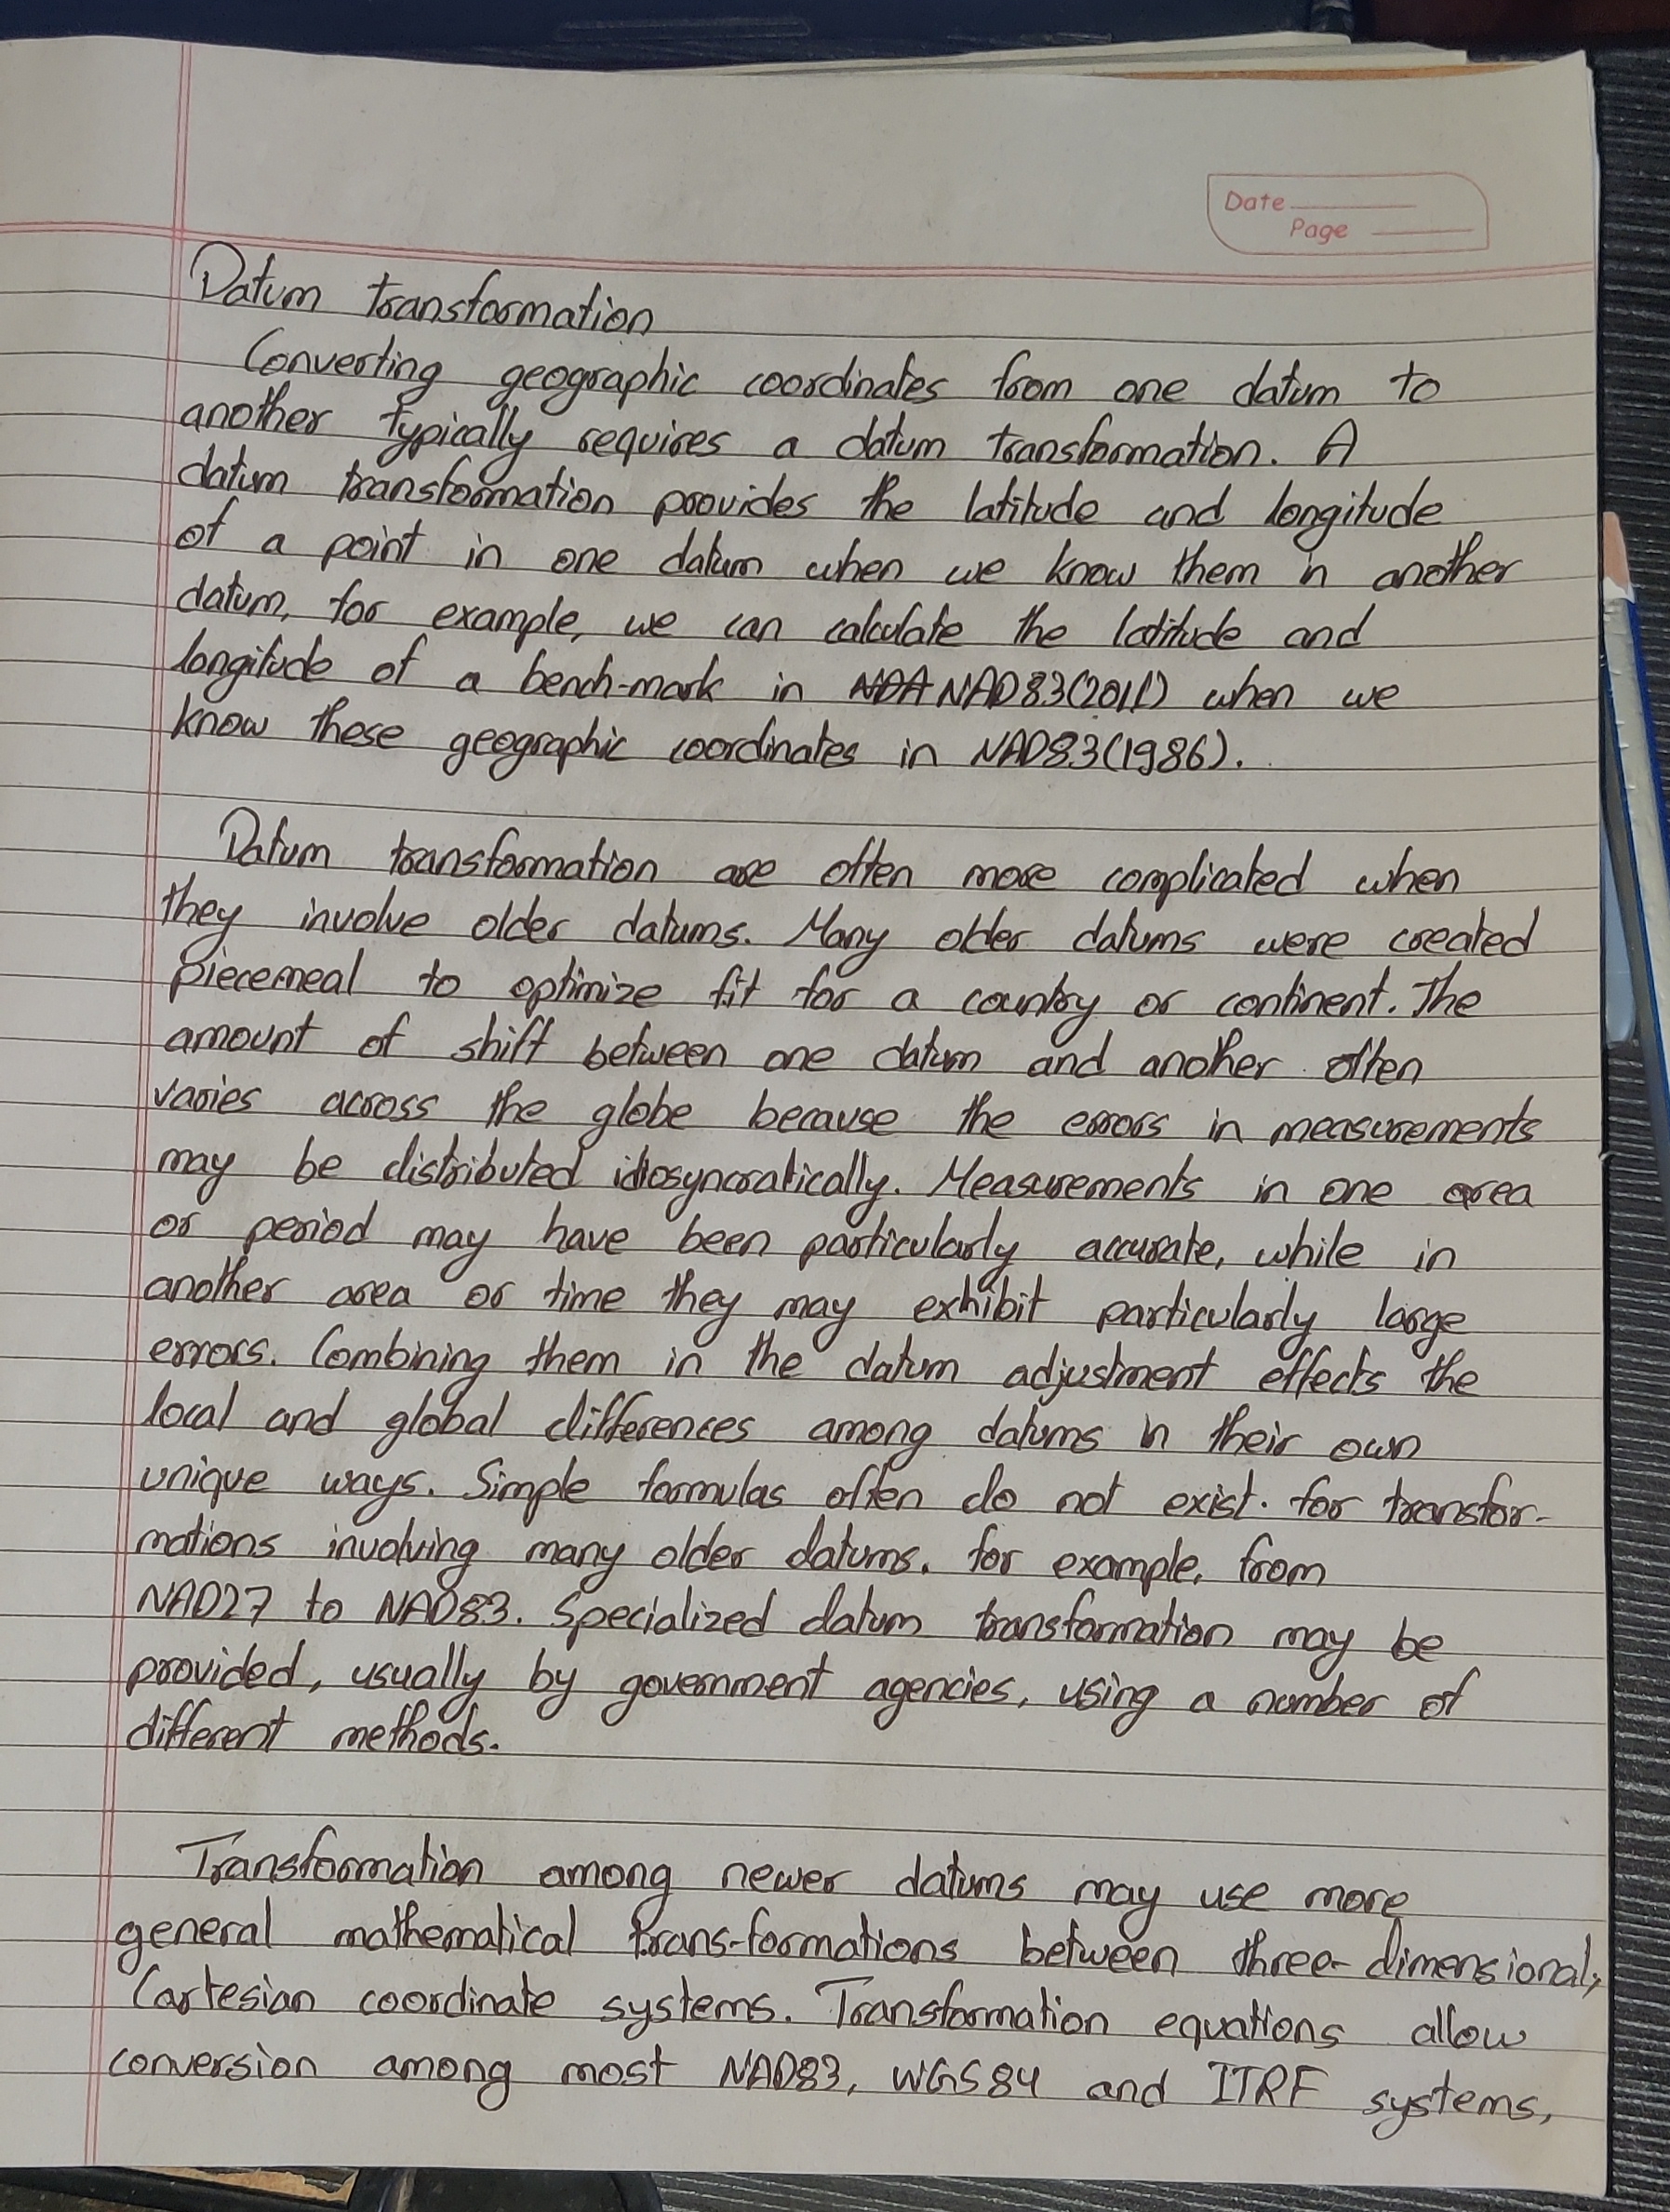 Date
Page
Datum transformation
Converting geographic coordinates from one datum to
another typically requires a datum transformation. A
datum transformation provides the latitude and longitude
of a point in one datum when we know them in another
datum, for example, we can calculate the latitude and
longitude of a bench-mark in NDA NAD83(2011) when we
know these geographic coordinates in NAD83(1986).
Datum transformation are often more complicated when
they involve older datums. Many older datums were created
piecemeal to optimize fit for a country or continent. The
amount of shift between one datum and another often
varies across the globe because the errors in measurements
may be distributed idiosyncratically. Measurements in one area
or period may have been particularly accurate, while in
another area or time they may exhibit particularly large
errors. Combining them in the datum adjustment effects the
local and global differences among datums in their own
unique ways. Simple formulas often do not exist. for transfor-
mations involving many older datums. for example, from
NAD27 to NAD83. Specialized datum transformation may be
provided, usually by government agencies, using a number of
different methods.
Transformation among newer datums may use more
general mathematical trans-formations between three-dimensional,
Cartesian coordinate systems. Transformation equations allow
conversion among most NAD83, WGS84 and ITRF systems,